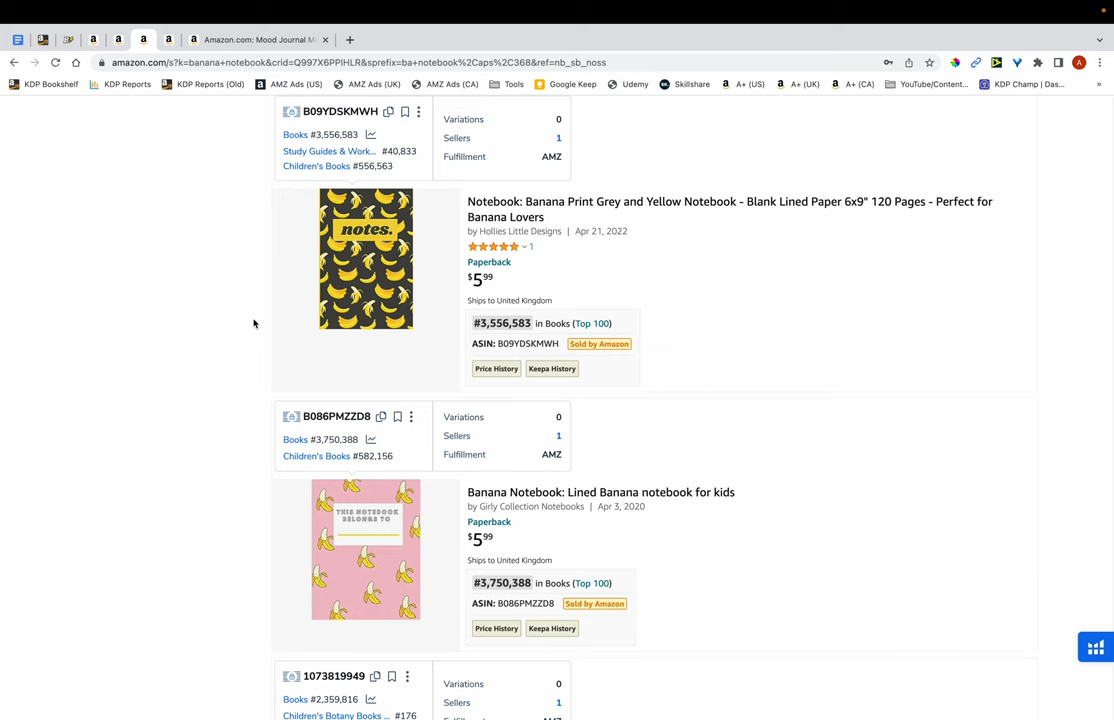 Amazon.com: Mood Journal M
amazon.com/s?k=banana+notebook&crid=Q997X6PPIHLR&sprefix=ba+notebook%2Caps%2C368&ref=nb_sb_noss
KDP Bookshelf KDP Reports KDP Reports (Old) AMZ Ads (US) AMZ Ads (UK) AMZ Ads (CA) Tools Google Keep Udemy Skillshare A+ (US) A+ (UK) A+ (CA) YouTube/Content... KDP Champ | Das... »
B09YDSKMWH
Books #3,556,583
Study Guides & Work... #40,833
Children's Books #556,563
Variations 0
Sellers 1
Fulfillment AMZ
notes.
Notebook: Banana Print Grey and Yellow Notebook - Blank Lined Paper 6x9" 120 Pages - Perfect for
Banana Lovers
by Hollies Little Designs | Apr 21, 2022
1
Paperback
$5.99
Ships to United Kingdom
#3,556,583 in Books (Top 100)
ASIN: B09YDSKMWH Sold by Amazon
Price History Keepa History
B086PMZZD8
Books #3,750,388
Children's Books #582,156
Variations 0
Sellers 1
Fulfillment AMZ
THIS NOTEBOOK
BELONGS TO
Banana Notebook: Lined Banana notebook for kids
by Girly Collection Notebooks | Apr 3, 2020
Paperback
$5.99
Ships to United Kingdom
#3,750,388 in Books (Top 100)
ASIN: B086PMZZD8 Sold by Amazon
Price History Keepa History
1073819949
Books #2,359,816
Children's Botany Books ... #176
Variations 0
Sellers 1